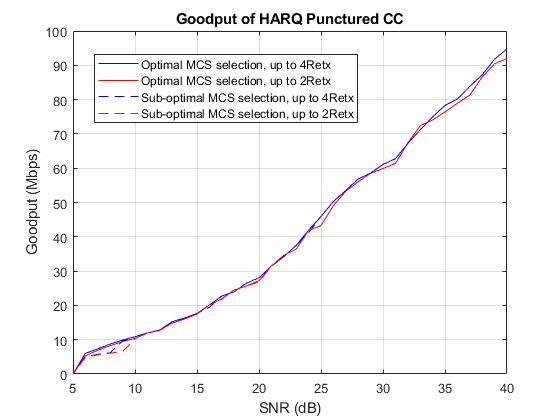 Goodput of HARQ Punctured CC
100
90
80
70
60
50
40
30
20
10
0
Goodput (Mbps)
Optimal MCS selection, up to 4Retx
Optimal MCS selection, up to 2Retx
Sub-optimal MCS selection, up to 4Retx
Sub-optimal MCS selection, up to 2Retx
5 10 15 20 25 30 35 40
SNR (dB)